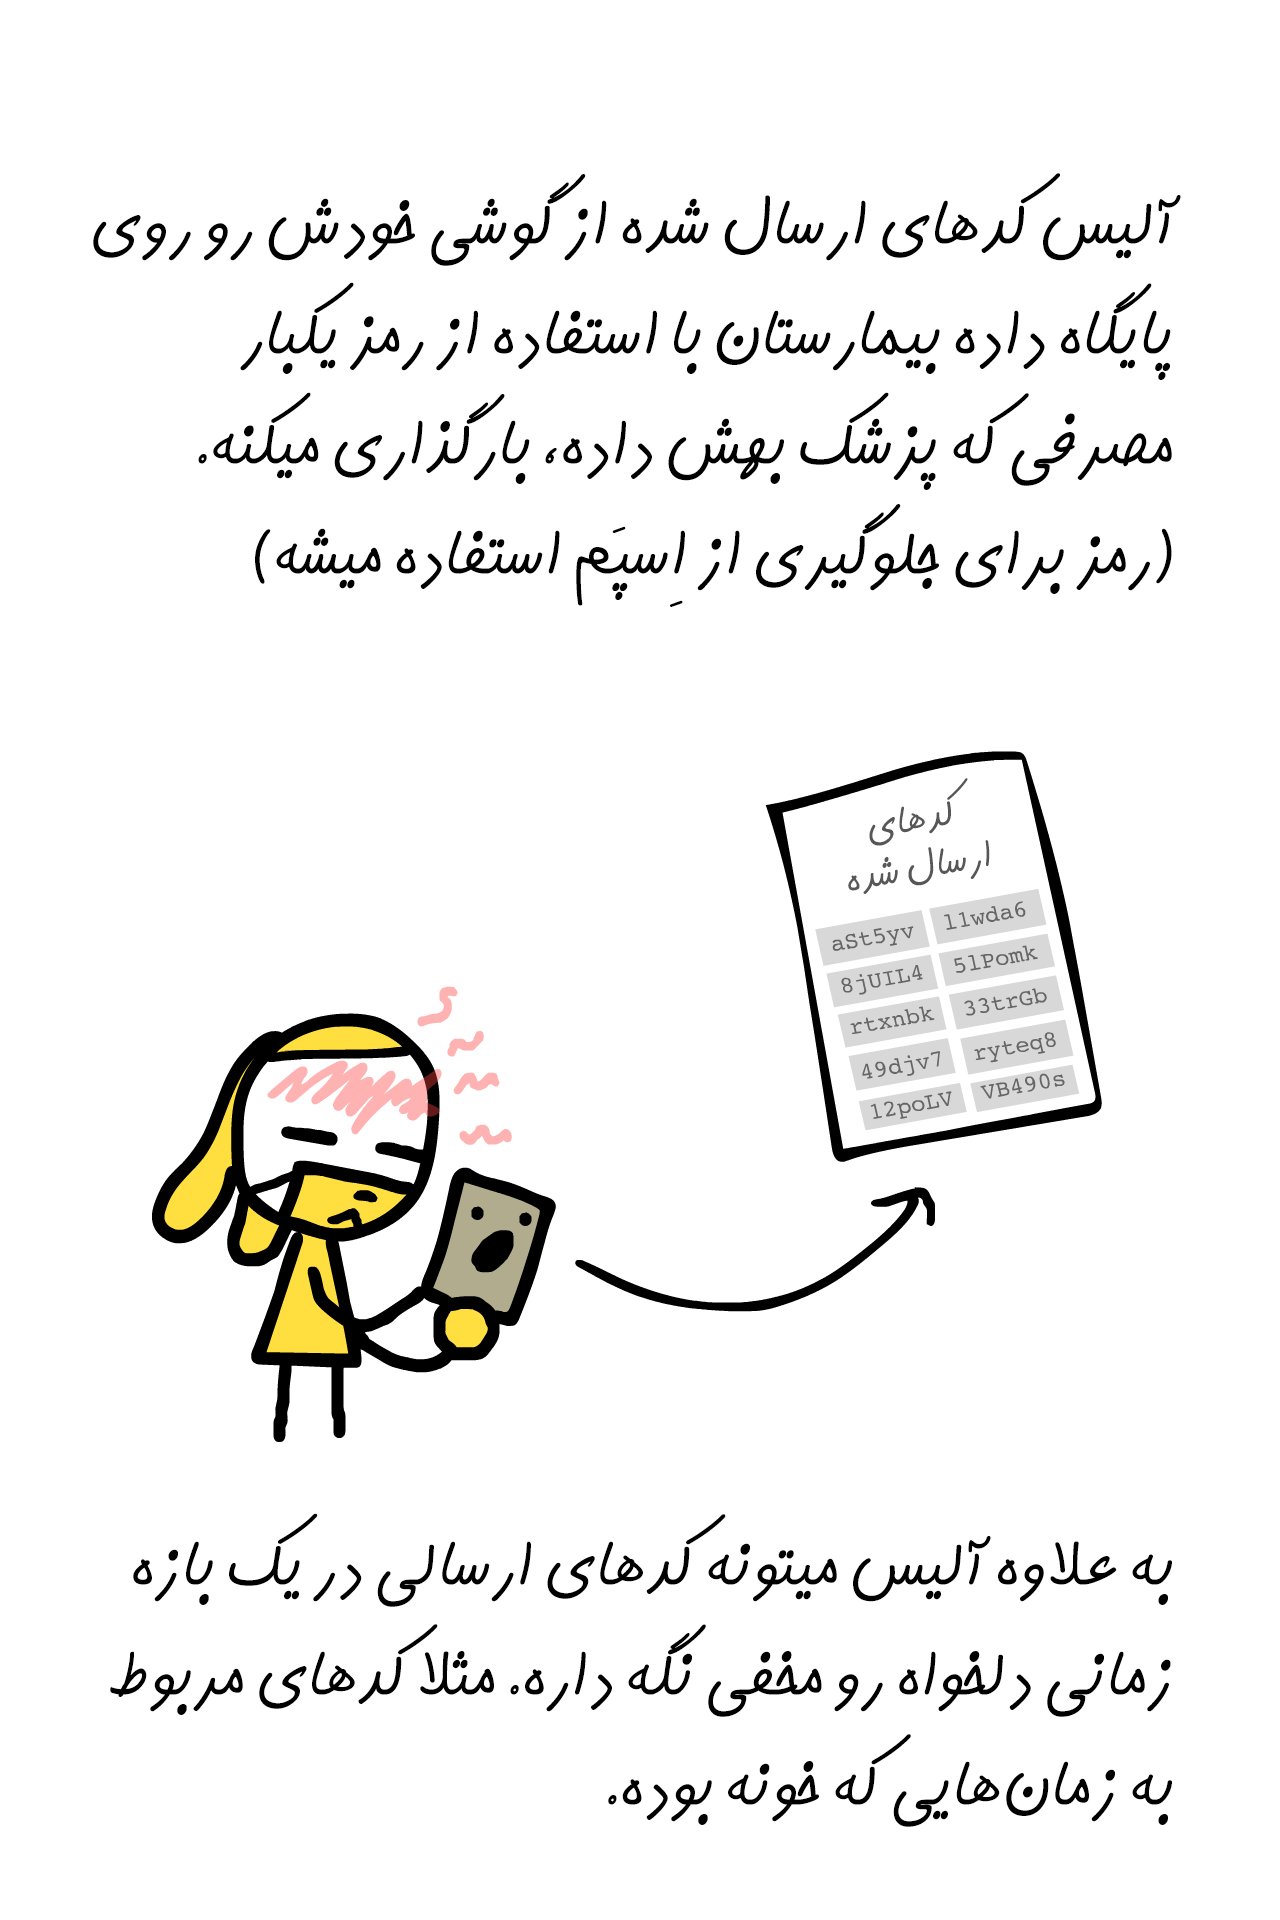 آلیس کدهای ارسال شده از گوشی خودش رو روی
پایگاه داده بیمارستان با استفاده از رمز یکبار
مصرفی که پزشک بهش داده، بارگذاری میکنه.
(رمز برای جلوگیری از اِسپَم استفاده میشه)
کدهای
ارسال شده
aSt5yv l1wda6
8jUIL4 5lPomk
rtxnbk 33trGb
49djv7 ryteq8
12poLV VB490s
به علاوه آلیس میتونه کدهای ارسالی در یک بازه
زمانی دلخواه رو مخفی نگه داره. مثلا کدهای مربوط
به زمان‌هایی که خونه بوده.